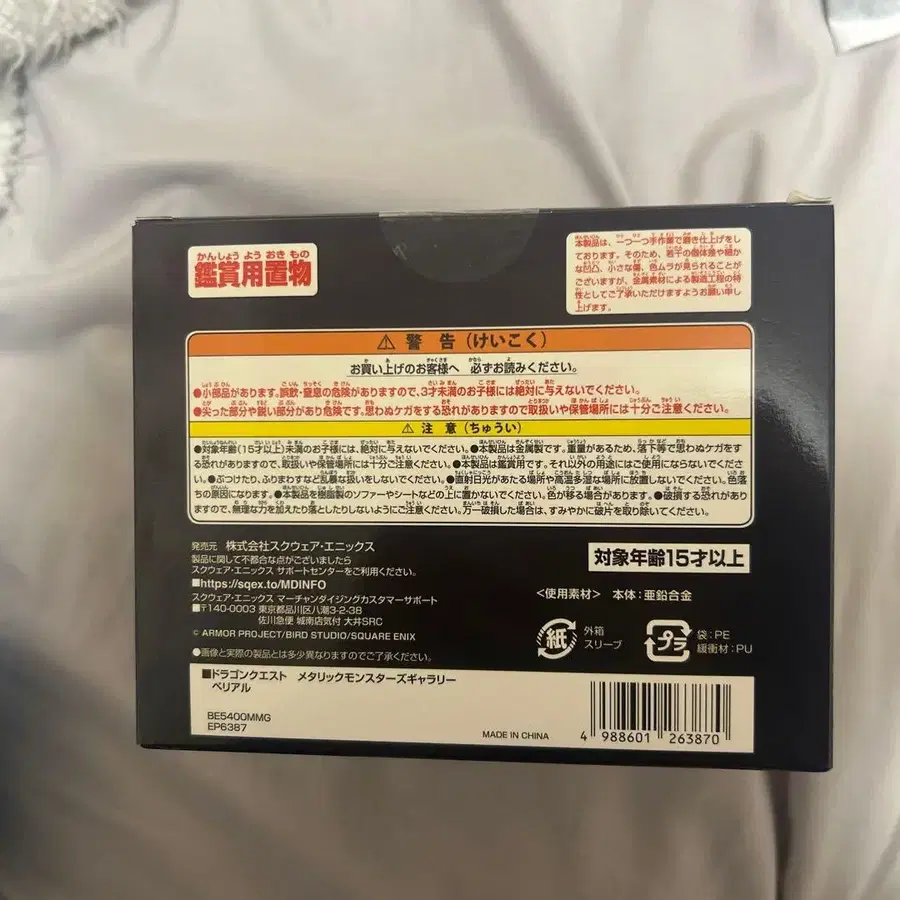 かんしょう よう おき もの
鑑賞用置物
本製品は、一つ一つ手作業で磨き仕上げをし
ております。そのため、若干の個体差や細か
な凹凸、小さな傷、色ムラが見られることが
ございますが、金属素材による製造工程の特
性としてご了承いただけますようお願い申し
上げます。
⚠ 警 告 (けいこく)
お買い上げのお客様へ 必ずお読みください。
●小部品があります。誤飲・窒息の危険がありますので、3才未満のお子様には絶対に与えないでください。
●尖った部分や鋭い部分があり危険です。思わぬケガをする恐れがありますので取扱いや保管場所には十分ご注意ください。
⚠ 注 意 (ちゅうい)
●対象年齢(15才以上)未満のお子様には、絶対に与えないでください。●本製品は金属製です。重量があるため、落下等で思わぬケガをす
る恐れがありますので、取扱いや保管場所には十分ご注意ください。●本製品は鑑賞用です。それ以外の用途にはご使用にならないでくださ
い。●ぶつけたり、ふりまわすなど乱暴な扱いをしないでください。●直射日光があたる場所や高温多湿な場所に放置しないでください。色落
ちの原因になります。●本製品を樹脂製のソファーやシートなどの上に置かないでください。色が移る場合があります。●破損する恐れがあり
ますので、無理な力を加えたり落としたりしないようにご注意ください。万一破損した場合は、すみやかに破片を取り除いてください。
発売元 株式会社スクウェア・エニックス
製品に関して不都合な点がございましたら
スクウェア・エニックス サポートセンターをご利用ください。
■https://sqex.to/MDINFO
スクウェア・エニックス マーチャンダイジングカスタマーサポート
■〒140-0003 東京都品川区八潮3-2-38
佐川急便 城南店気付 大井SRC
© ARMOR PROJECT/BIRD STUDIO/SQUARE ENIX
●画像と実際の製品とは多少異なりますのでご了承ください。
対象年齢15才以上
<使用素材> 本体:亜鉛合金
紙 外箱
スリーブ
プラ 袋:PE
緩衝材:PU
■ドラゴンクエスト メタリックモンスターズギャラリー
ベリアル
BE5400MMG
EP6387
MADE IN CHINA
4 988601 263870